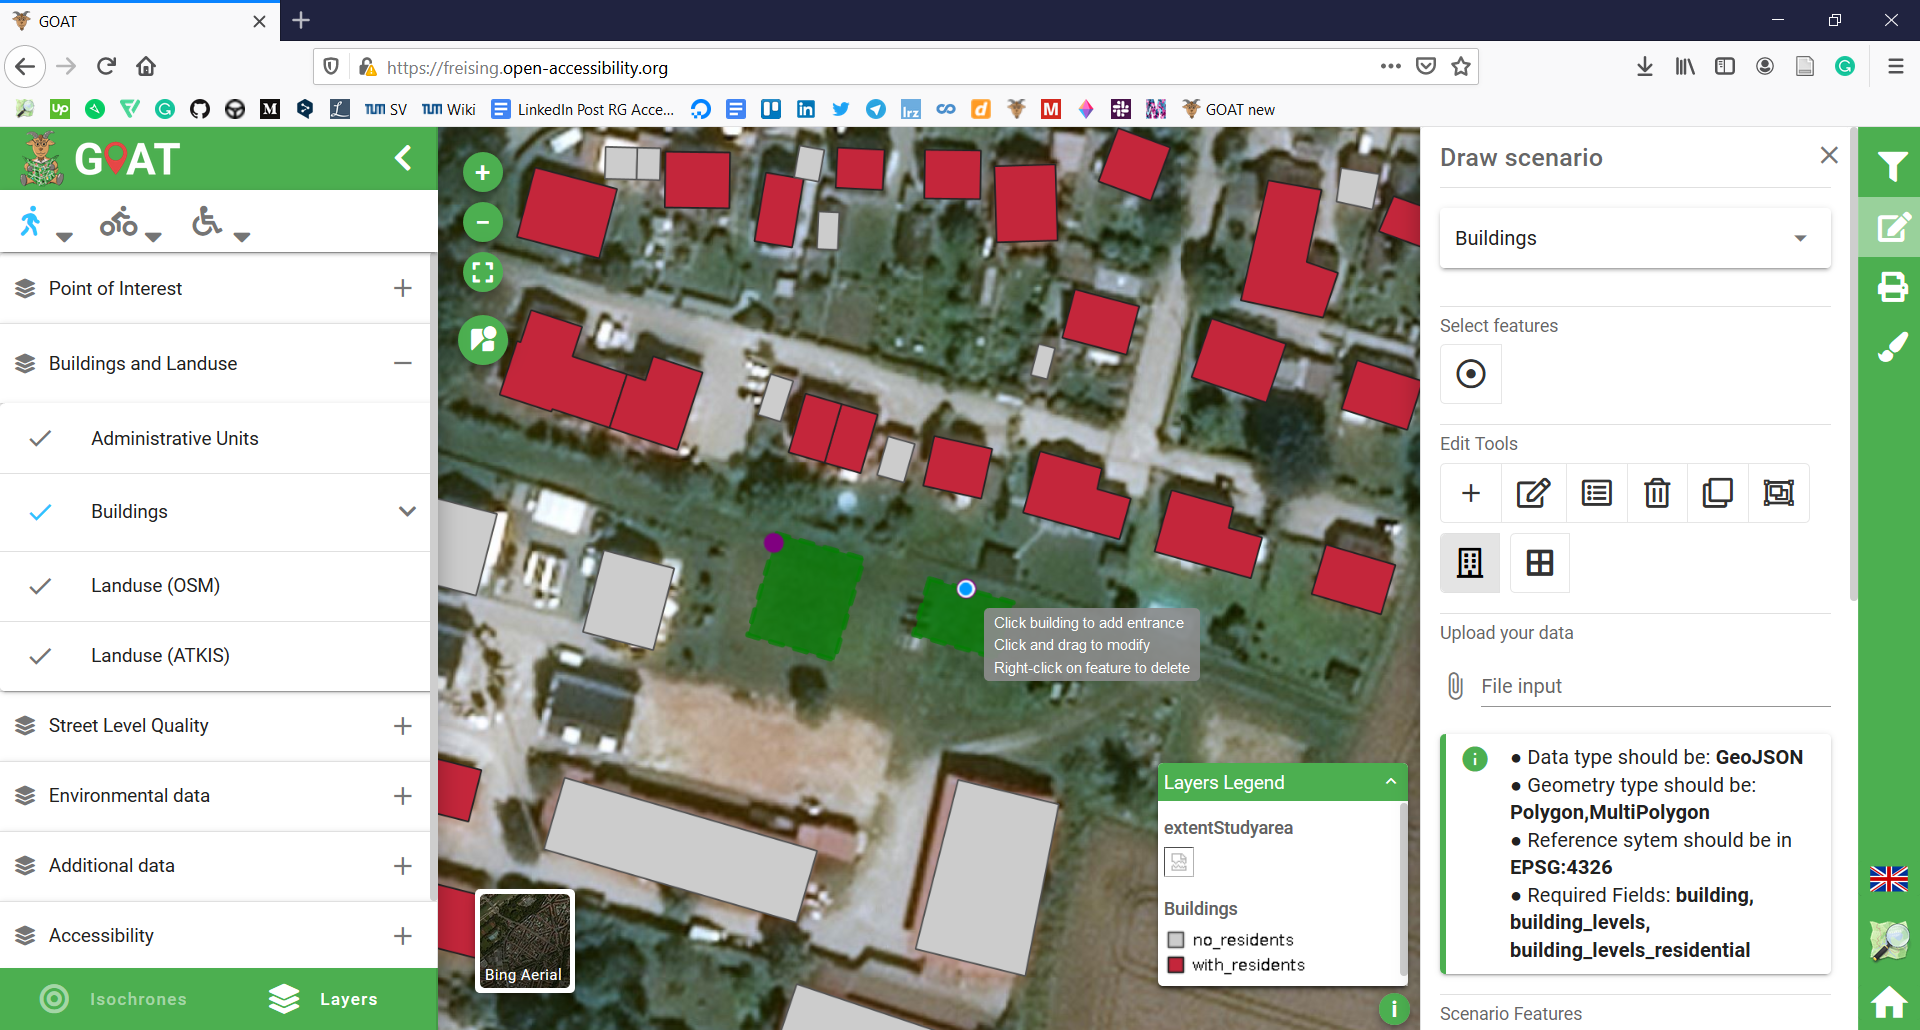 GOAT
https://freising.open-accessibility.org
up
M
TUM SV
TUM Wiki
LinkedIn Post RG Acce...
in
lrz
d
M
GOAT new
GOAT
Point of Interest
Buildings and Landuse
Administrative Units
Buildings
Landuse (OSM)
Landuse (ATKIS)
Street Level Quality
Environmental data
Additional data
Accessibility
Isochrones
Layers
Click building to add entrance
Click and drag to modify
Right-click on feature to delete
Bing Aerial
Layers Legend
extentStudyarea
Buildings
no_residents
with_residents
Draw scenario
Buildings
Select features
Edit Tools
Upload your data
File input
● Data type should be: GeoJSON
● Geometry type should be:
Polygon,MultiPolygon
● Reference sytem should be in
EPSG:4326
● Required Fields: building,
building_levels,
building_levels_residential
Scenario Features